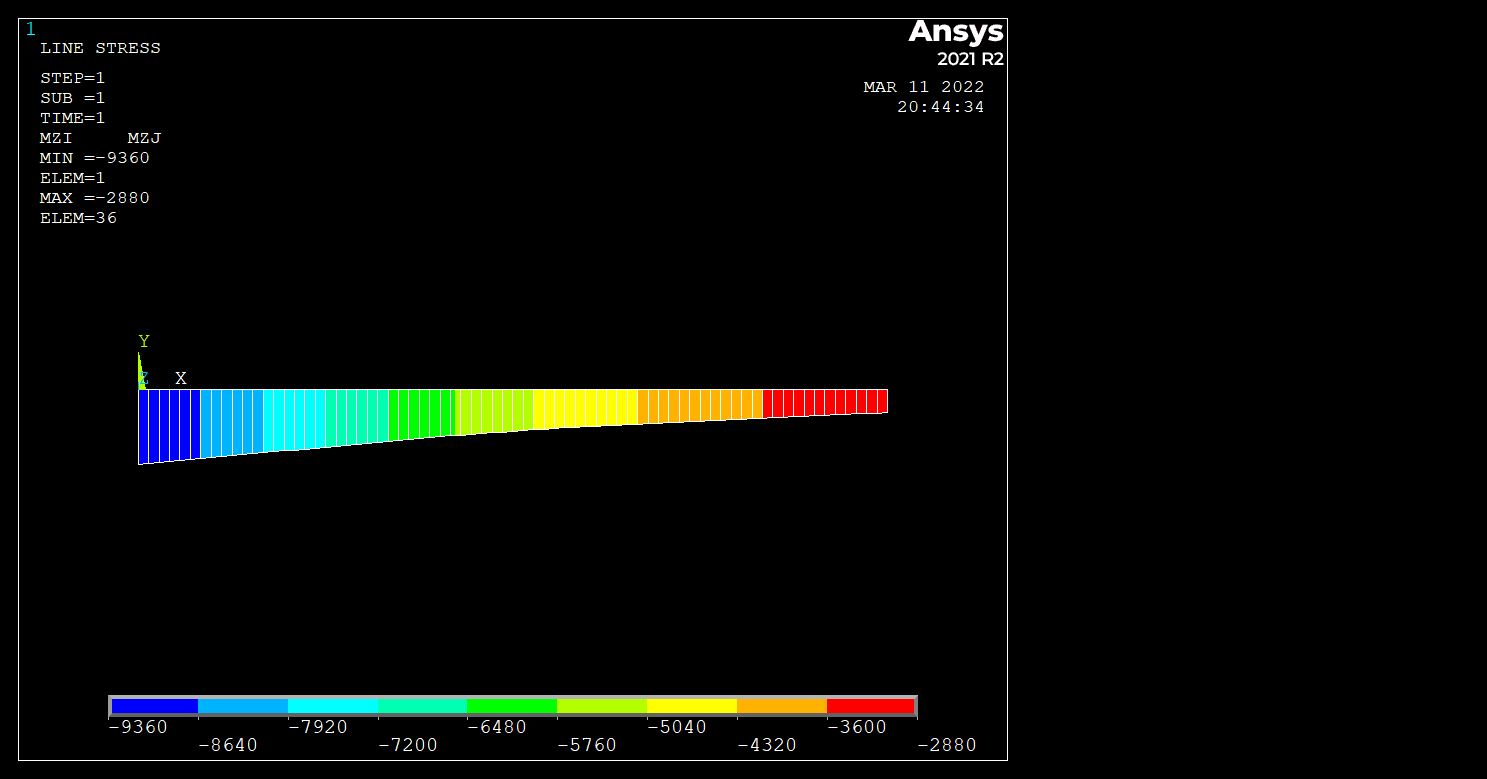 1
Ansys
2021 R2
LINE STRESS
STEP=1
SUB =1
TIME=1
MZI MZJ
MIN =-9360
ELEM=1
MAX =-2880
ELEM=36
MAR 11 2022
20:44:34
Y
Z X
-9360 -7920 -6480 -5040 -3600
-8640 -7200 -5760 -4320 -2880